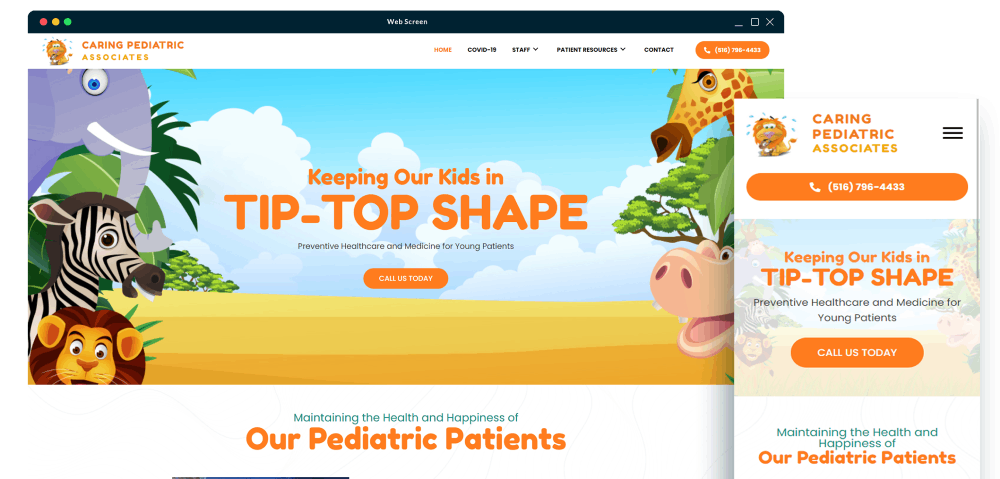 Web Screen
CARING PEDIATRIC
ASSOCIATES
HOME COVID-19 STAFF PATIENT RESOURCES CONTACT (516) 796-4433
Keeping Our Kids in
TIP-TOP SHAPE
Preventive Healthcare and Medicine for Young Patients
CALL US TODAY
Maintaining the Health and Happiness of
Our Pediatric Patients
CARING
PEDIATRIC
ASSOCIATES
(516) 796-4433
Keeping Our Kids in
TIP-TOP SHAPE
Preventive Healthcare and Medicine for
Young Patients
CALL US TODAY
Maintaining the Health and
Happiness of
Our Pediatric Patients